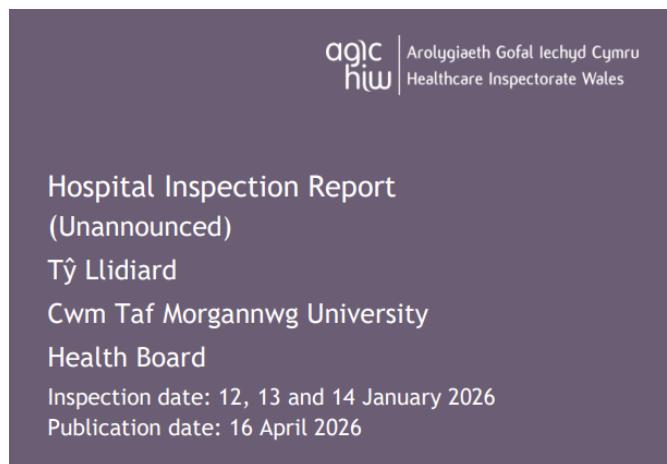 agic
hiw
Arolygiaeth Gofal Iechyd Cymru
Healthcare Inspectorate Wales
Hospital Inspection Report
(Unannounced)
Tŷ Llidiard
Cwm Taf Morgannwg University
Health Board
Inspection date: 12, 13 and 14 January 2026
Publication date: 16 April 2026